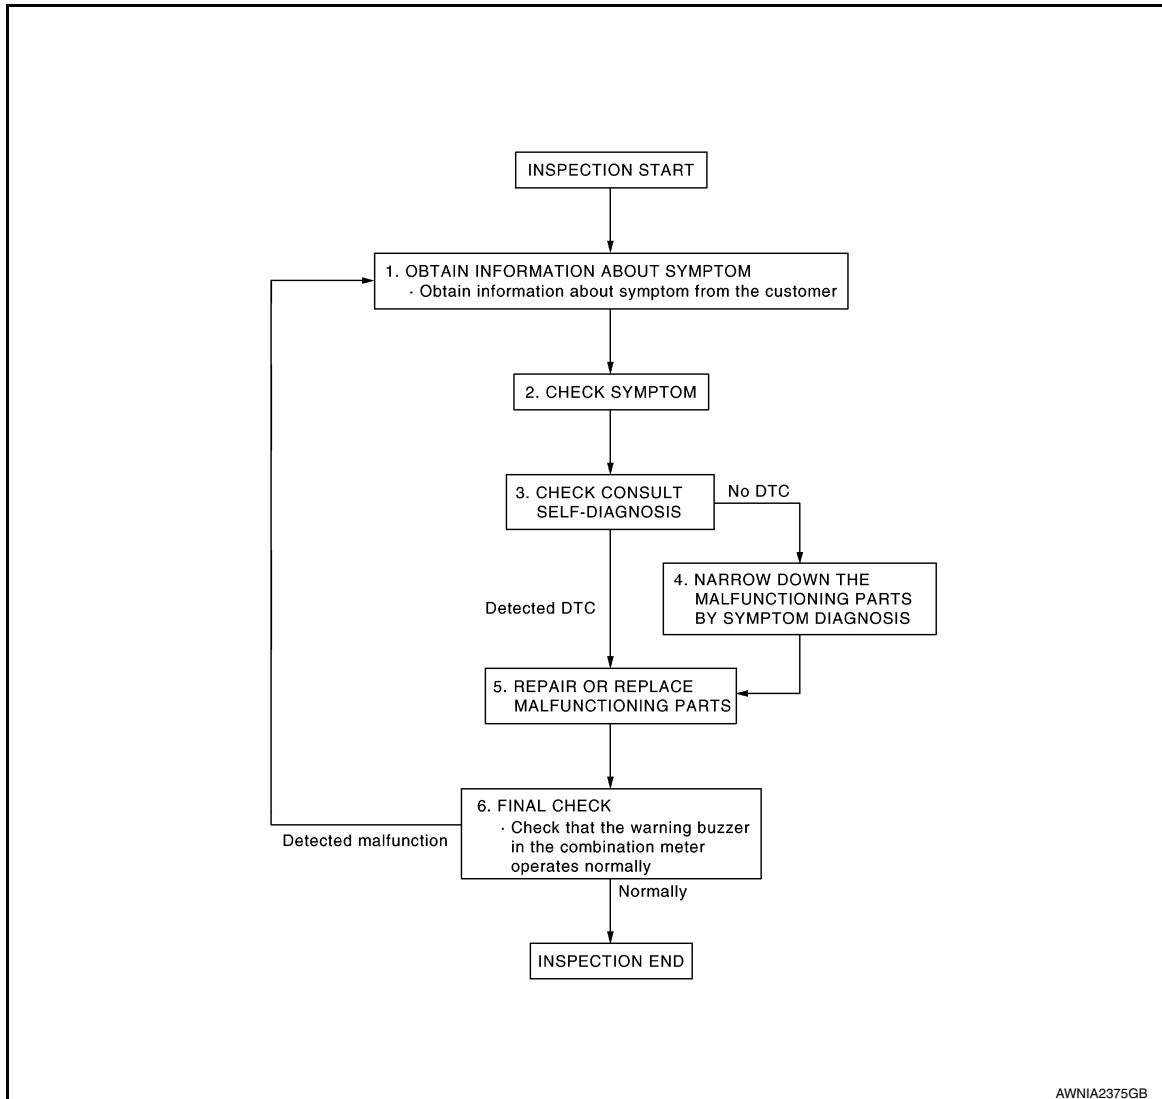 INSPECTION START
1. OBTAIN INFORMATION ABOUT SYMPTOM
· Obtain information about symptom from the customer
2. CHECK SYMPTOM
3. CHECK CONSULT
SELF-DIAGNOSIS
No DTC
4. NARROW DOWN THE
MALFUNCTIONING PARTS
BY SYMPTOM DIAGNOSIS
Detected DTC
5. REPAIR OR REPLACE
MALFUNCTIONING PARTS
6. FINAL CHECK
· Check that the warning buzzer
in the combination meter
operates normally
Detected malfunction
Normally
INSPECTION END
AWNIA2375GB